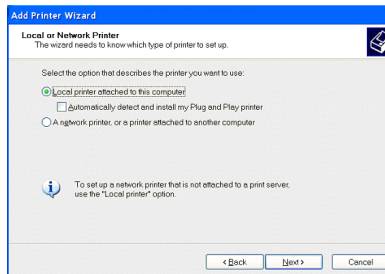 Add Printer Wizard
Local or Network Printer
The wizard needs to know which type of printer to set up.
Select the option that describes the printer you want to use:
Local printer attached to this computer
Automatically detect and install my Plug and Play printer
A network printer, or a printer attached to another computer
To set up a network printer that is not attached to a print server,
use the "Local printer" option.
< Back
Next >
Cancel